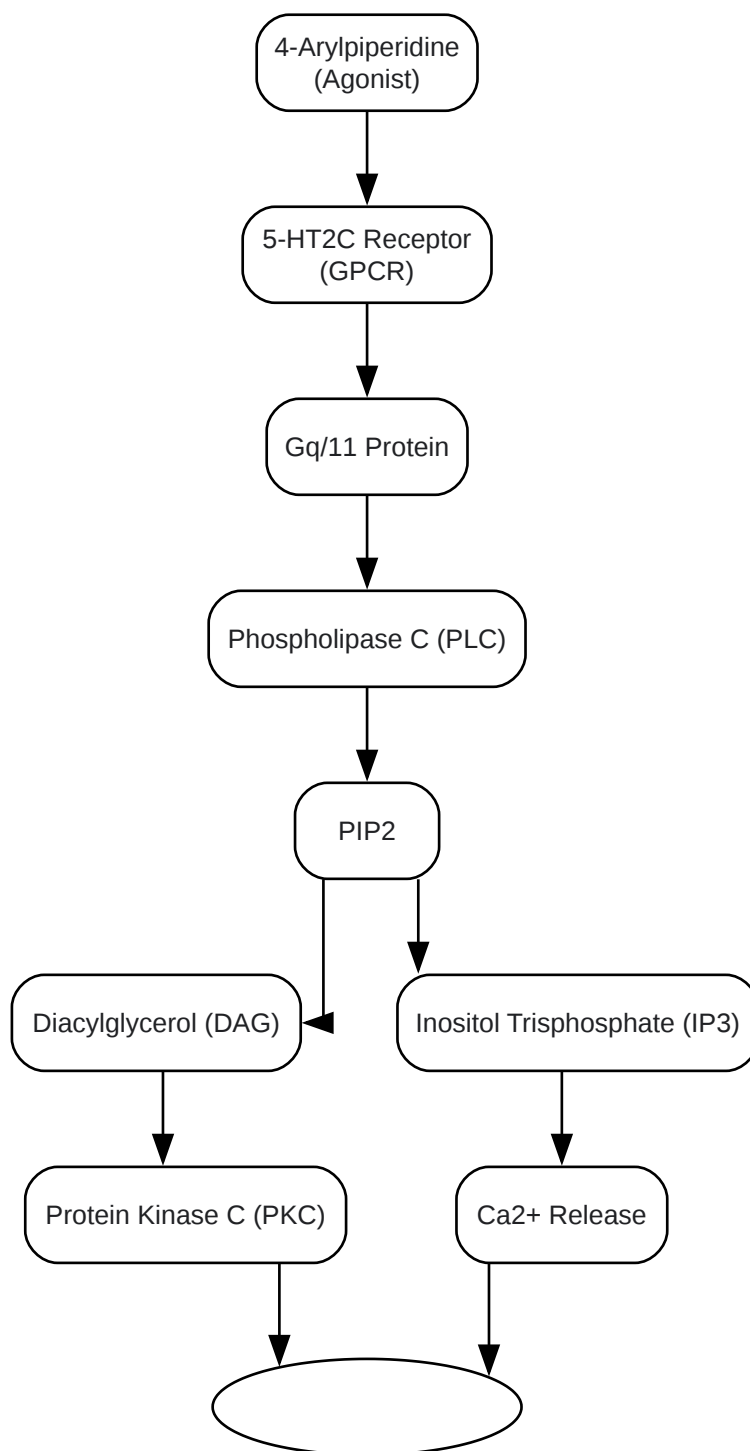 4-Arylpiperidine
(Agonist)
5-HT2C Receptor
(GPCR)
Gq/11 Protein
Phospholipase C (PLC)
PIP2
Diacylglycerol (DAG)
Inositol Trisphosphate (IP3)
Protein Kinase C (PKC)
Ca2+ Release